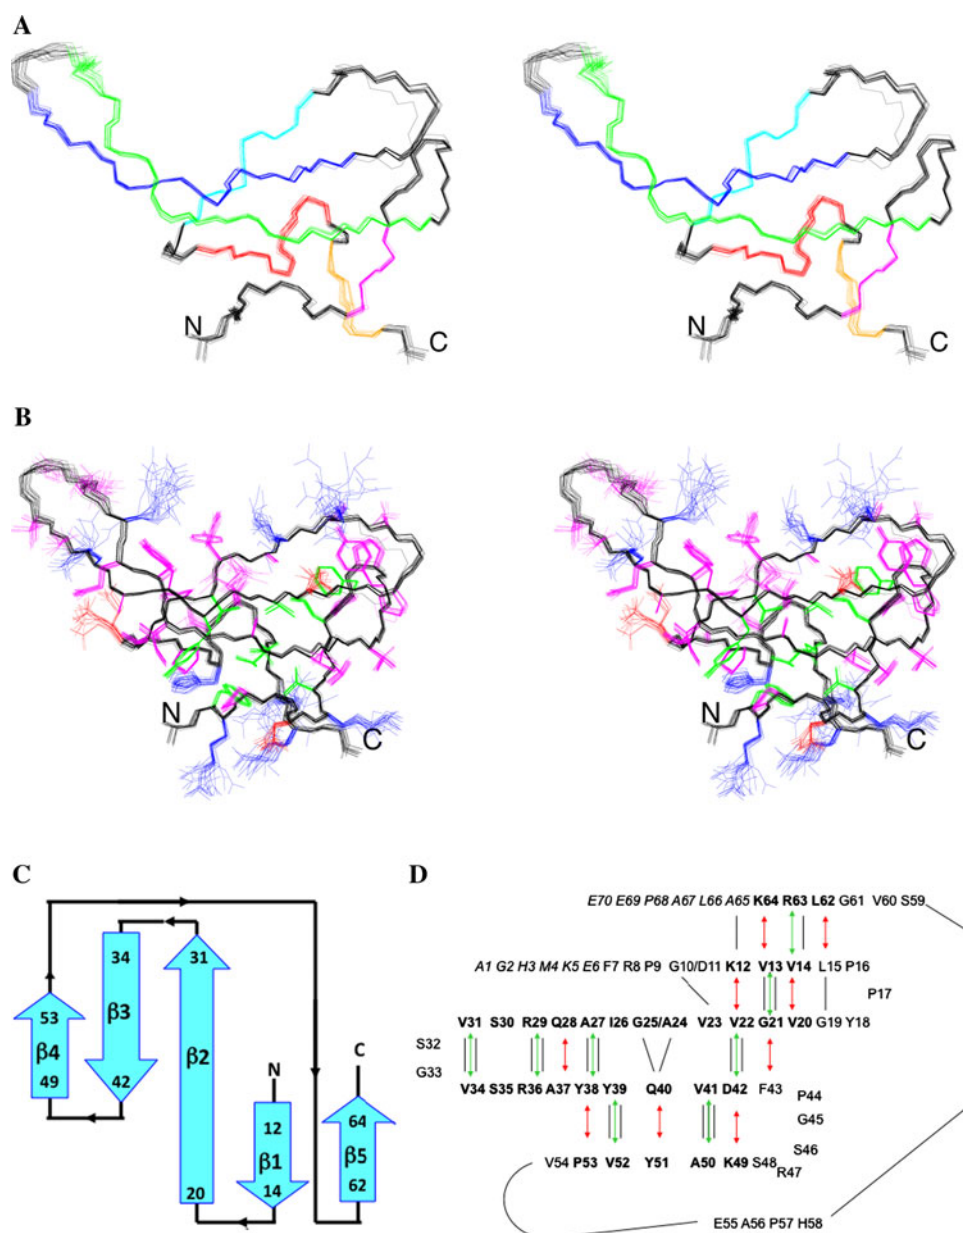 A
N
C
N
C
B
N
C
N
C
C
D
34
31
53
β3
β4
β2
49
42
N
C
12
64
β1
β5
20
14
62
E70 E69 P68 A67 L66 A65 K64 R63 L62 G61 V60 S59
A1 G2 H3 M4 K5 E6 F7 R8 P9 G10/D11 K12 V13 V14 L15 P16
P17
V31 S30 R29 Q28 A27 I26 G25/A24 V23 V22 G21 V20 G19 Y18
S32
G33
V34 S35 R36 A37 Y38 Y39 Q40 V41 D42 F43
P44
G45
S46
R47
V54 P53 V52 Y51 A50 K49 S48
E55 A56 P57 H58